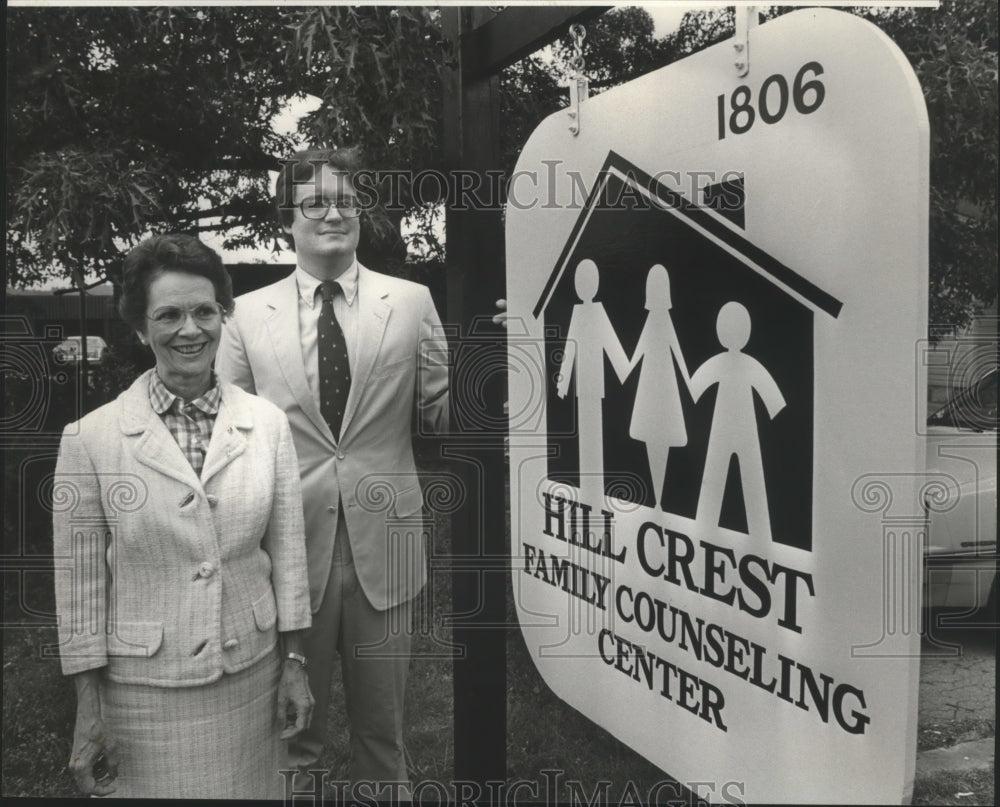 1806
HISTORIC IMAGES
HILL CREST
FAMILY COUNSELING
CENTER
HISTORIC IMAGES